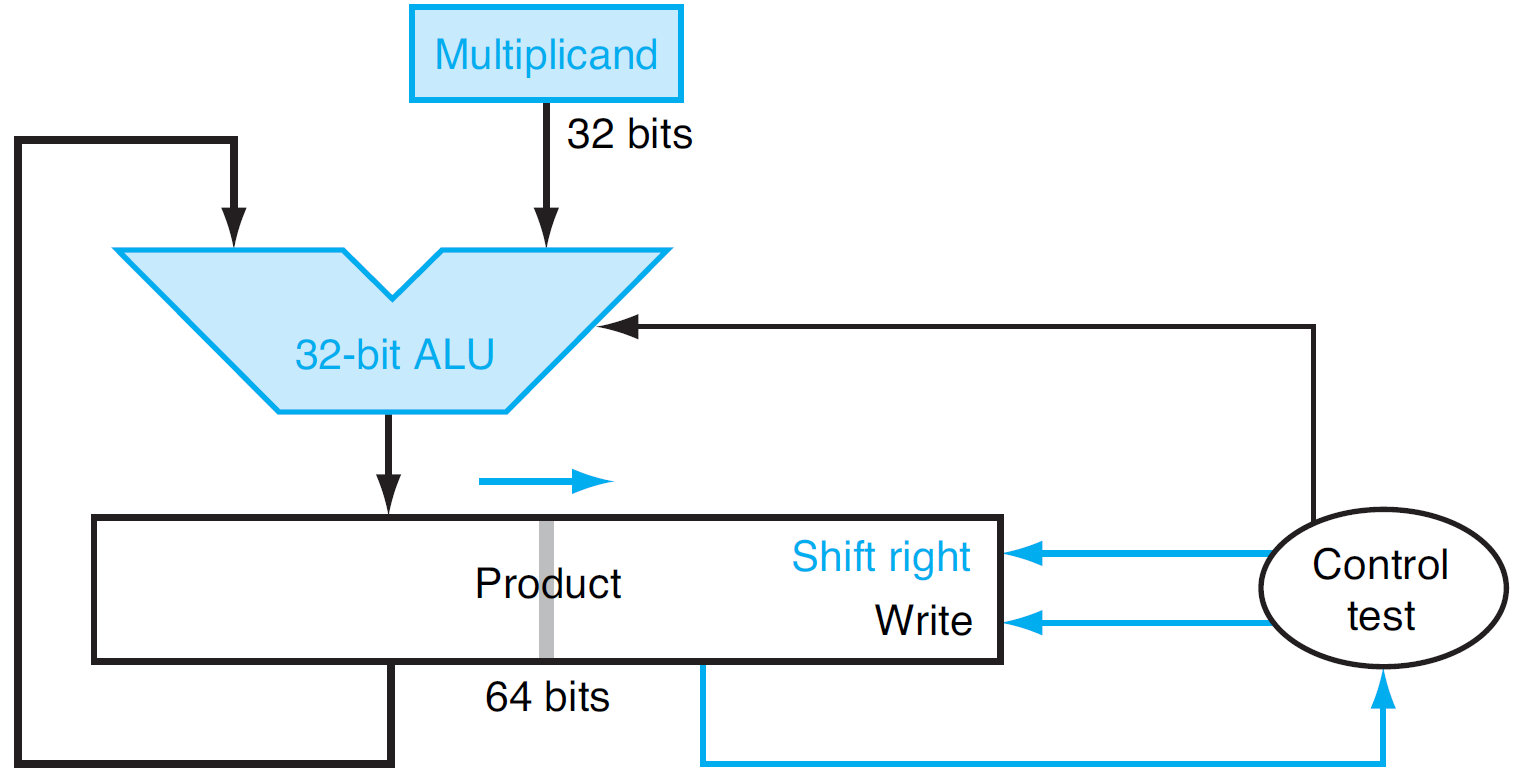 Multiplicand
32 bits
32-bit ALU
Product
Shift right
Write
64 bits
Control
test